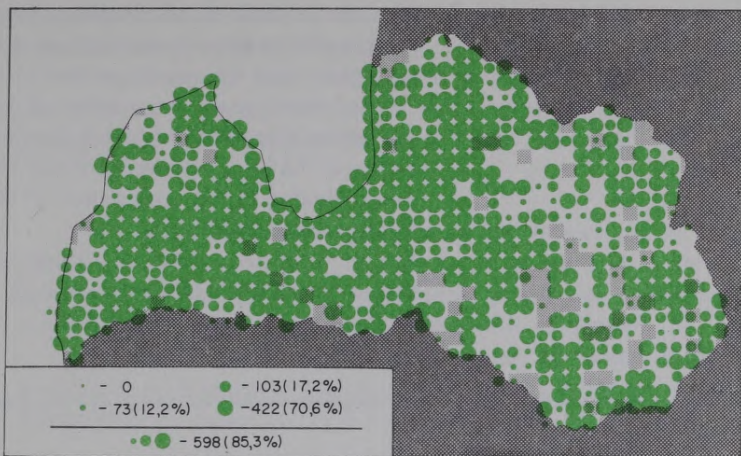 - 0 - 103(17,2%)
- 73(12,2%) -422(70,6%)
- 598(85,3%)